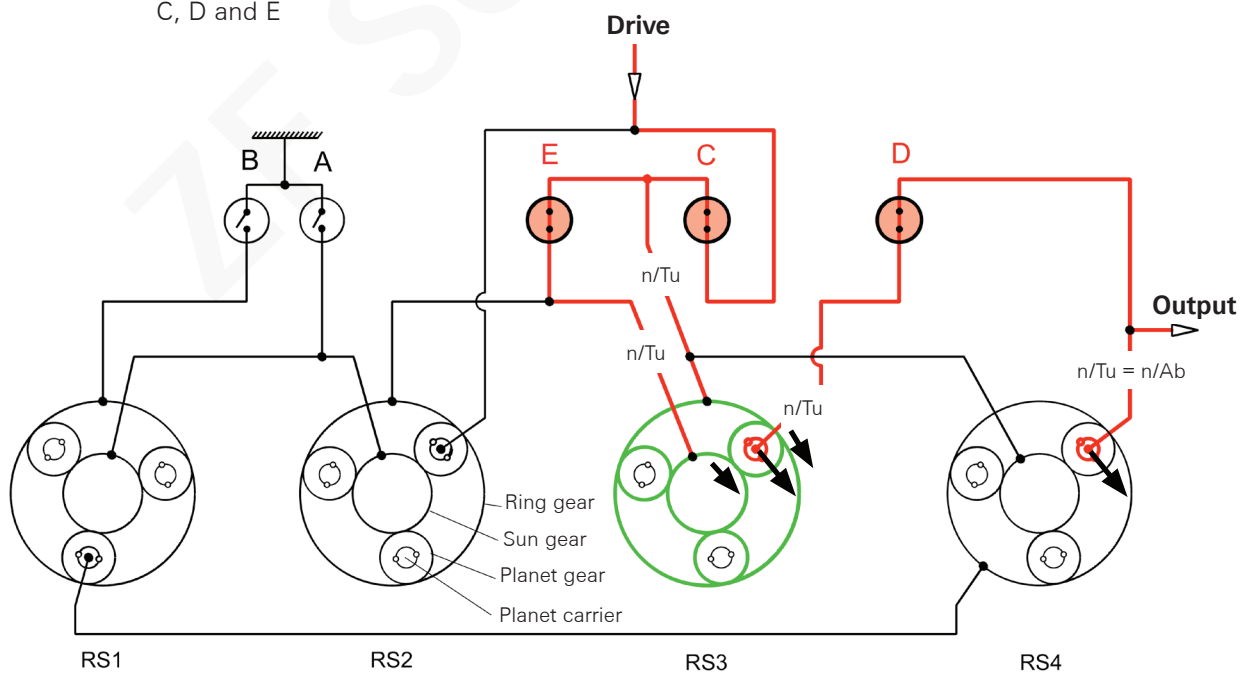 C, D and E
Drive
B
A
E
C
D
n/Tu
Output
n/Tu
n/Tu = n/Ab
n/Tu
Ring gear
Sun gear
Planet gear
Planet carrier
RS1
RS2
RS3
RS4